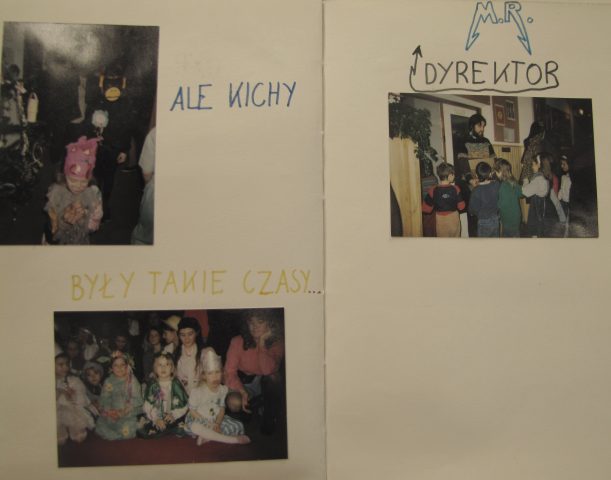 ALE KICHY
BYŁY TAKIE CZASY...
M.R.
DYREKTOR